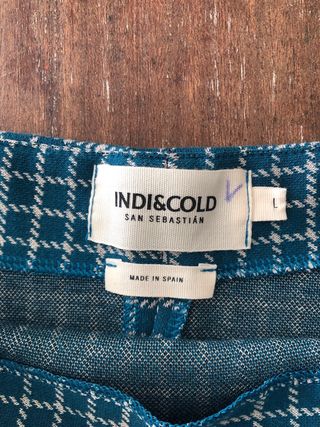 INDI&COLD
SAN SEBASTIÁN
L
MADE IN SPAIN